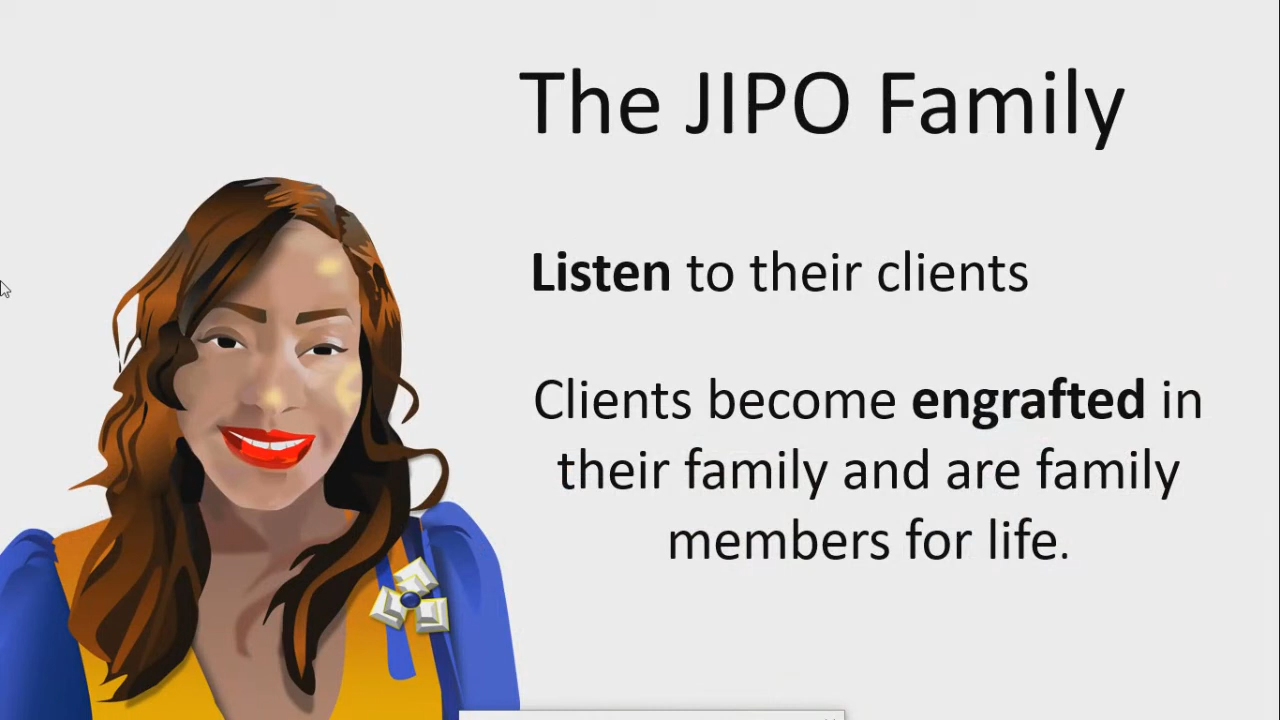 The JIPO Family
Listen to their clients
Clients become engrafted in
their family and are family
members for life.